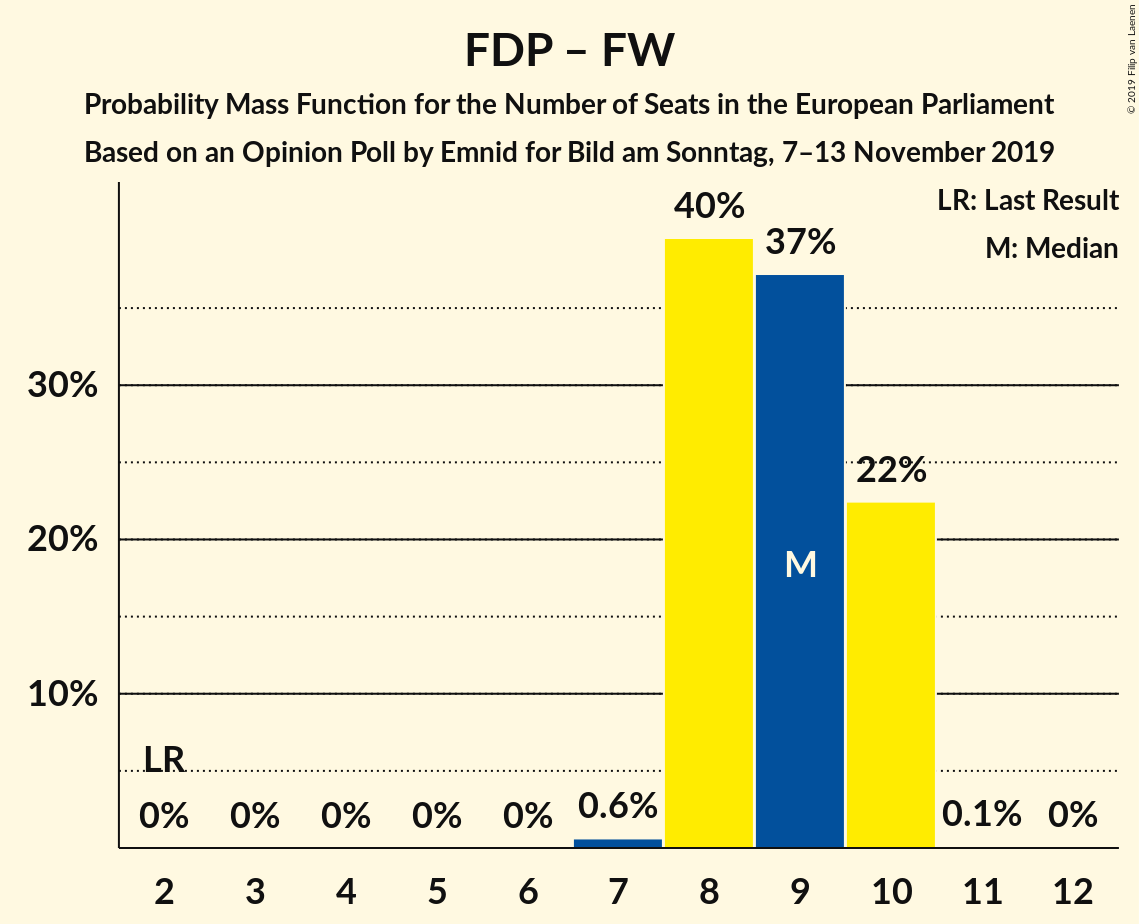 FDP – FW
Probability Mass Function for the Number of Seats in the European Parliament
Based on an Opinion Poll by Emnid for Bild am Sonntag, 7–13 November 2019
© 2019 Filip van Laenen
LR: Last Result
M: Median
40%
37%
30%
22%
20%
M
10%
LR
0%
0%
0%
0%
0%
0.6%
0.1%
0%
2 3 4 5 6 7 8 9 10 11 12